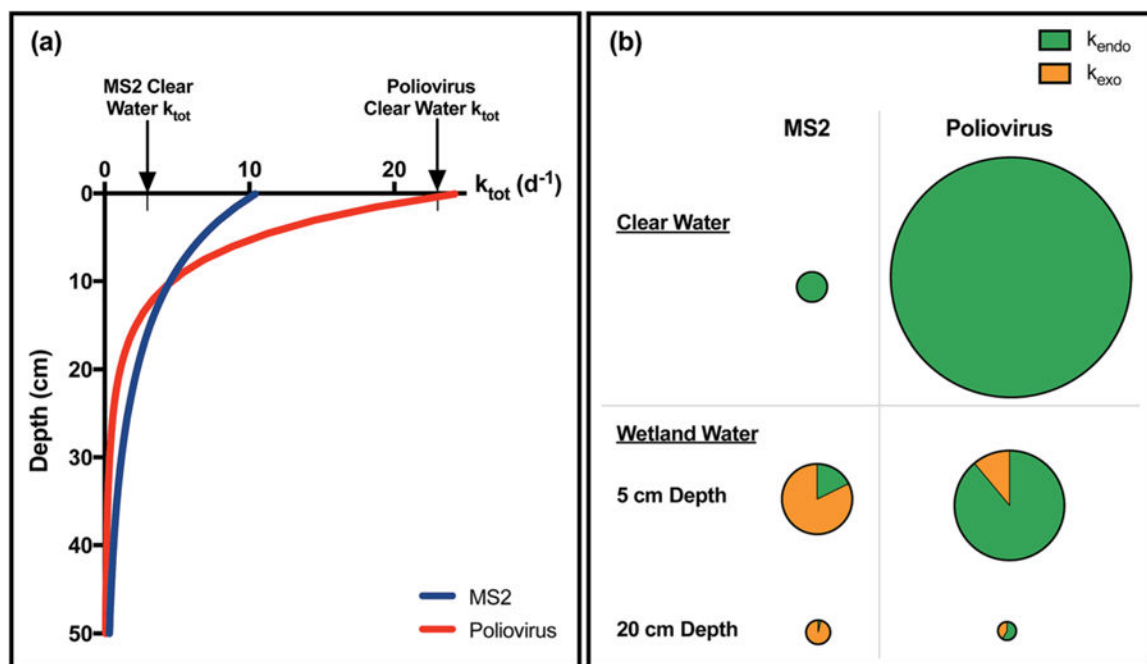 (a)
MS2 Clear
Water ktot
Poliovirus
Clear Water ktot
0
10
20
ktot (d-1)
0
10
20
30
40
50
Depth (cm)
MS2
Poliovirus
(b)
kendo
kexo
MS2
Poliovirus
Clear Water
Wetland Water
5 cm Depth
20 cm Depth